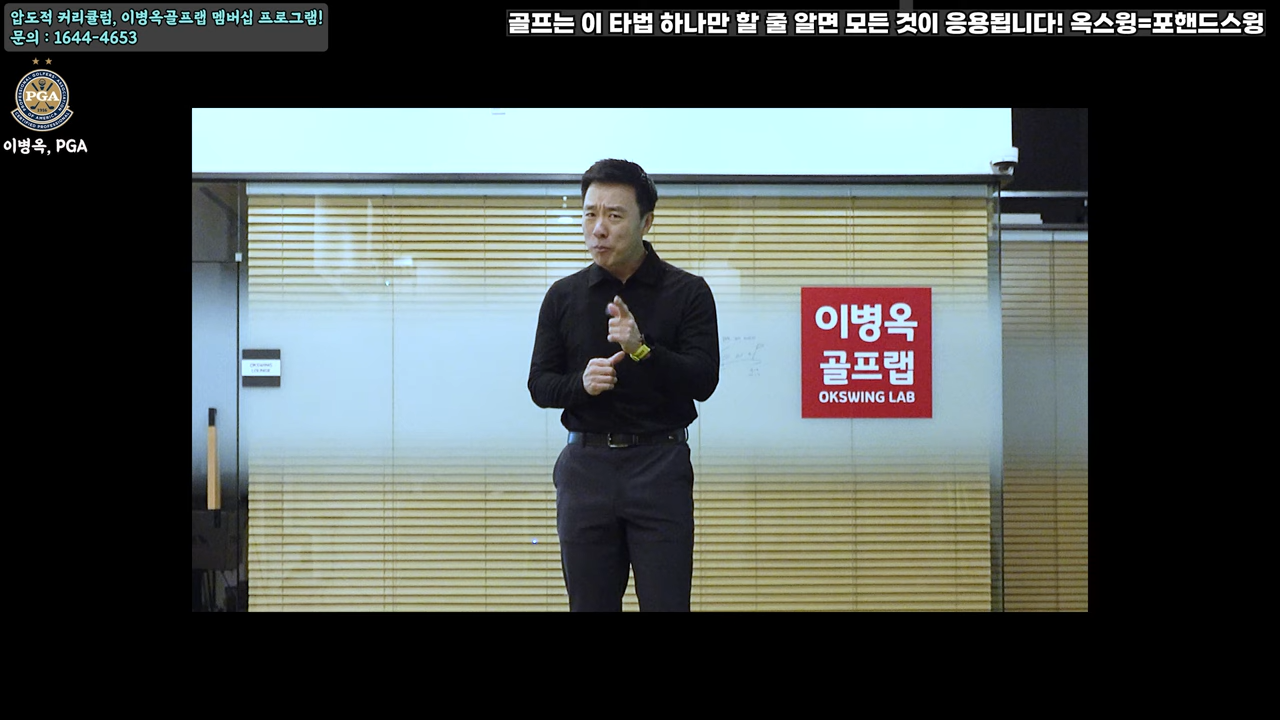 압도적 커리큘럼, 이병옥골프랩 멤버십 프로그램!
문의 : 1644-4653
골프는 이 타법 하나만 할 줄 알면 모든 것이 응용됩니다! 옥스윙=포핸드스윙
PGA
이병옥, PGA
이병옥
골프랩
OKSWING LAB